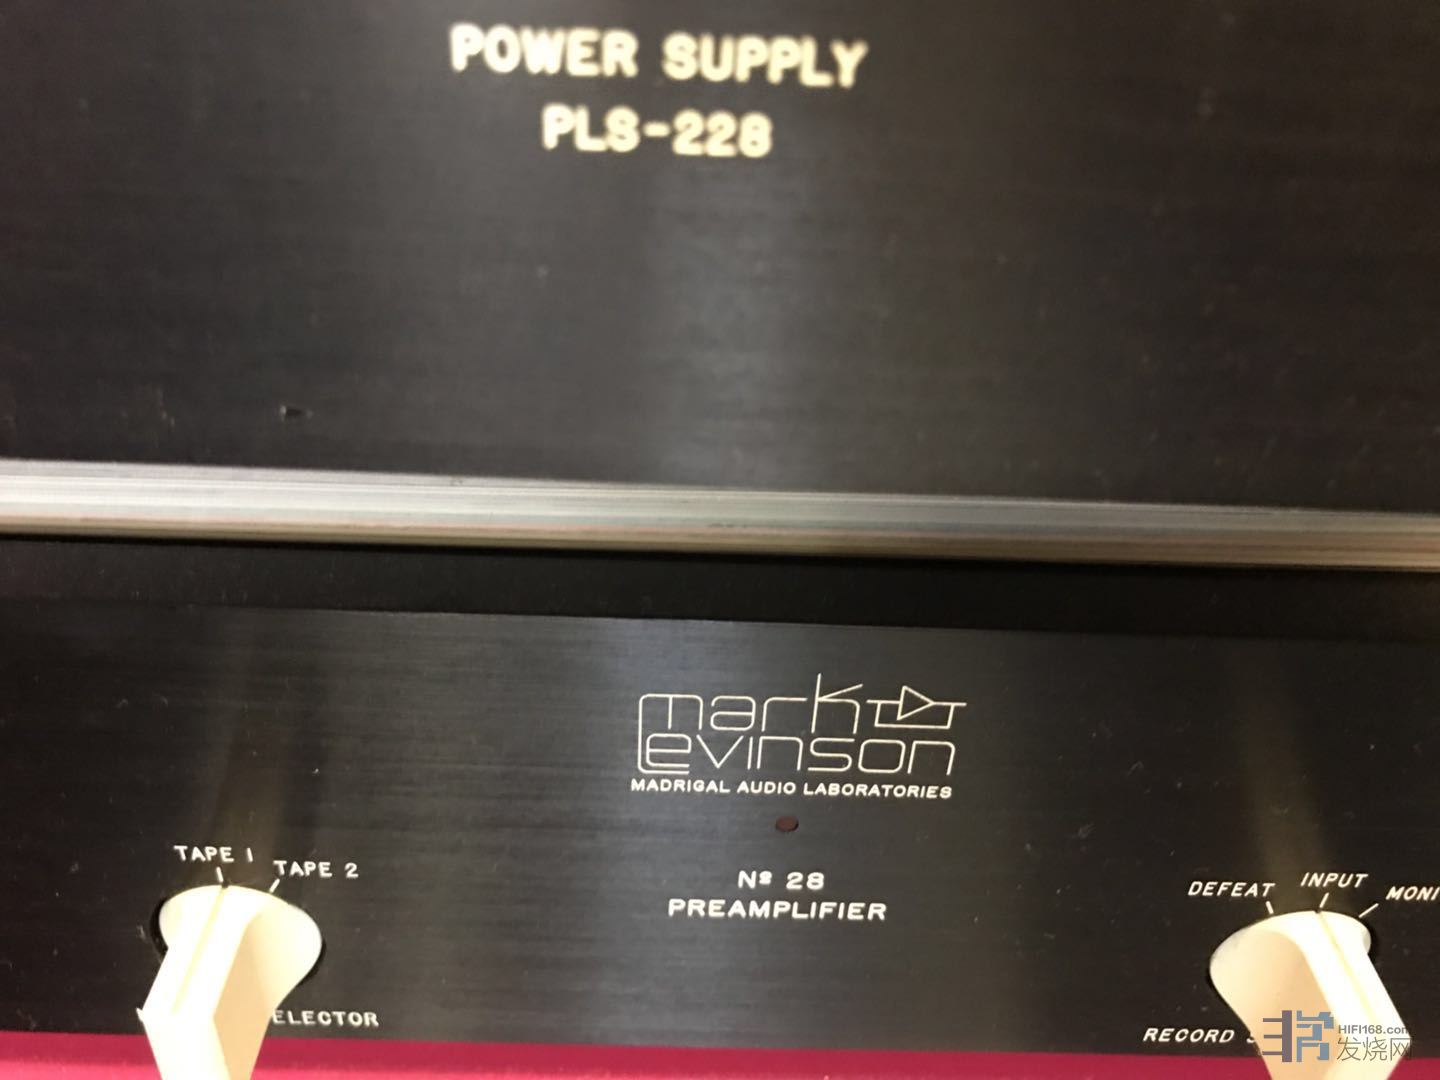 POWER SUPPLY
PLS-228
mark
levinson
MADRIGAL AUDIO LABORATORIES
Nº 28
PREAMPLIFIER
TAPE 1 TAPE 2
DEFEAT INPUT MONI
ELECTOR
RECORD S
HIFI168.com
发烧网